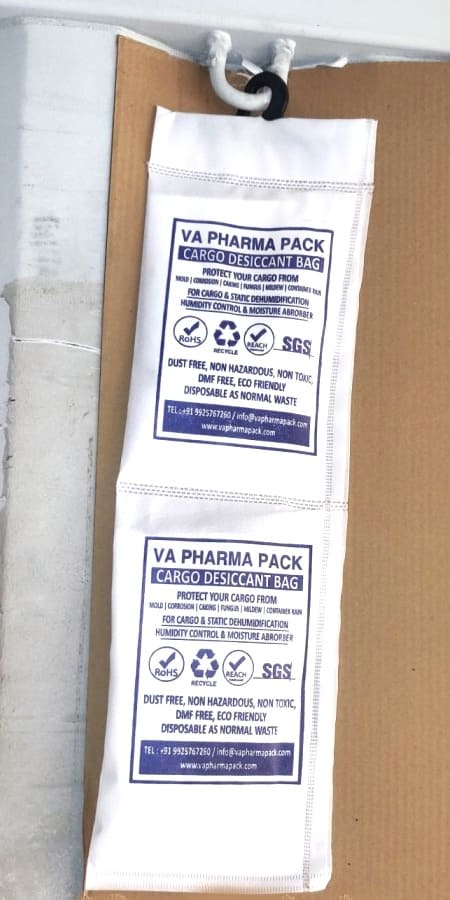 VA PHARMA PACK
CARGO DESICCANT BAG
PROTECT YOUR CARGO FROM
MOLD | CORROSION | CAKING | FUNGUS | MILDEW | CONTAINER RAIN
FOR CARGO & STATIC DEHUMIDIFICATION
HUMIDITY CONTROL & MOISTURE ABSORBER
RoHS RECYCLE REACH SGS
DUST FREE, NON HAZARDOUS, NON TOXIC,
DMF FREE, ECO FRIENDLY
DISPOSABLE AS NORMAL WASTE
TEL : +91 9925767260 / info@vapharmapack.com
www.vapharmapack.com
VA PHARMA PACK
CARGO DESICCANT BAG
PROTECT YOUR CARGO FROM
MOLD | CORROSION | CAKING | FUNGUS | MILDEW | CONTAINER RAIN
FOR CARGO & STATIC DEHUMIDIFICATION
HUMIDITY CONTROL & MOISTURE ABSORBER
RoHS RECYCLE REACH SGS
DUST FREE, NON HAZARDOUS, NON TOXIC,
DMF FREE, ECO FRIENDLY
DISPOSABLE AS NORMAL WASTE
TEL : +91 9925767260 / info@vapharmapack.com
www.vapharmapack.com